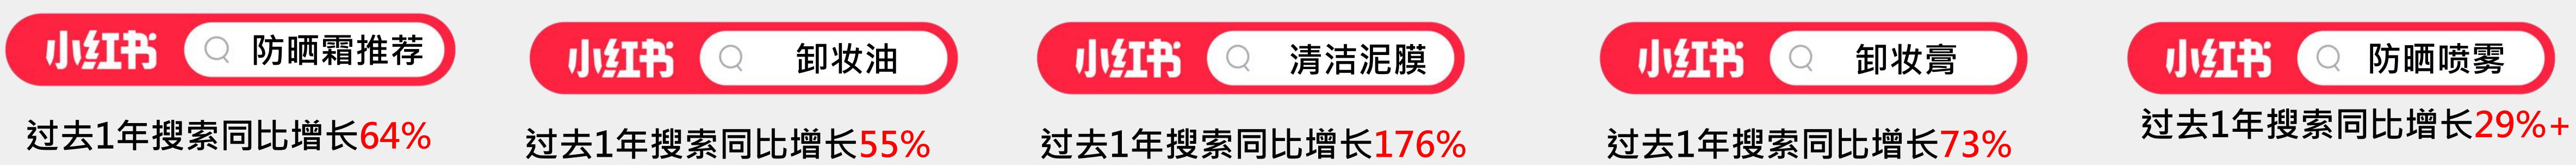 小红书 防晒霜推荐
过去1年搜索同比增长64%
小红书 卸妆油
过去1年搜索同比增长55%
小红书 清洁泥膜
过去1年搜索同比增长176%
小红书 卸妆膏
过去1年搜索同比增长73%
小红书 防晒喷雾
过去1年搜索同比增长29%+